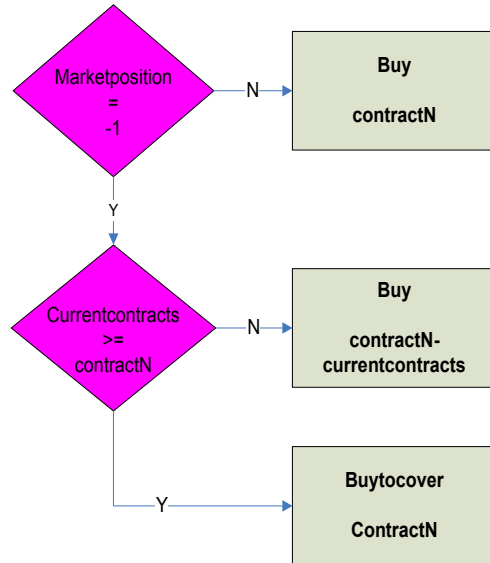 Marketposition
=
-1
N
Buy
contractN
Y
Currentcontracts
>=
contractN
N
Buy
contractN-
currentcontracts
Y
Buytocover
ContractN